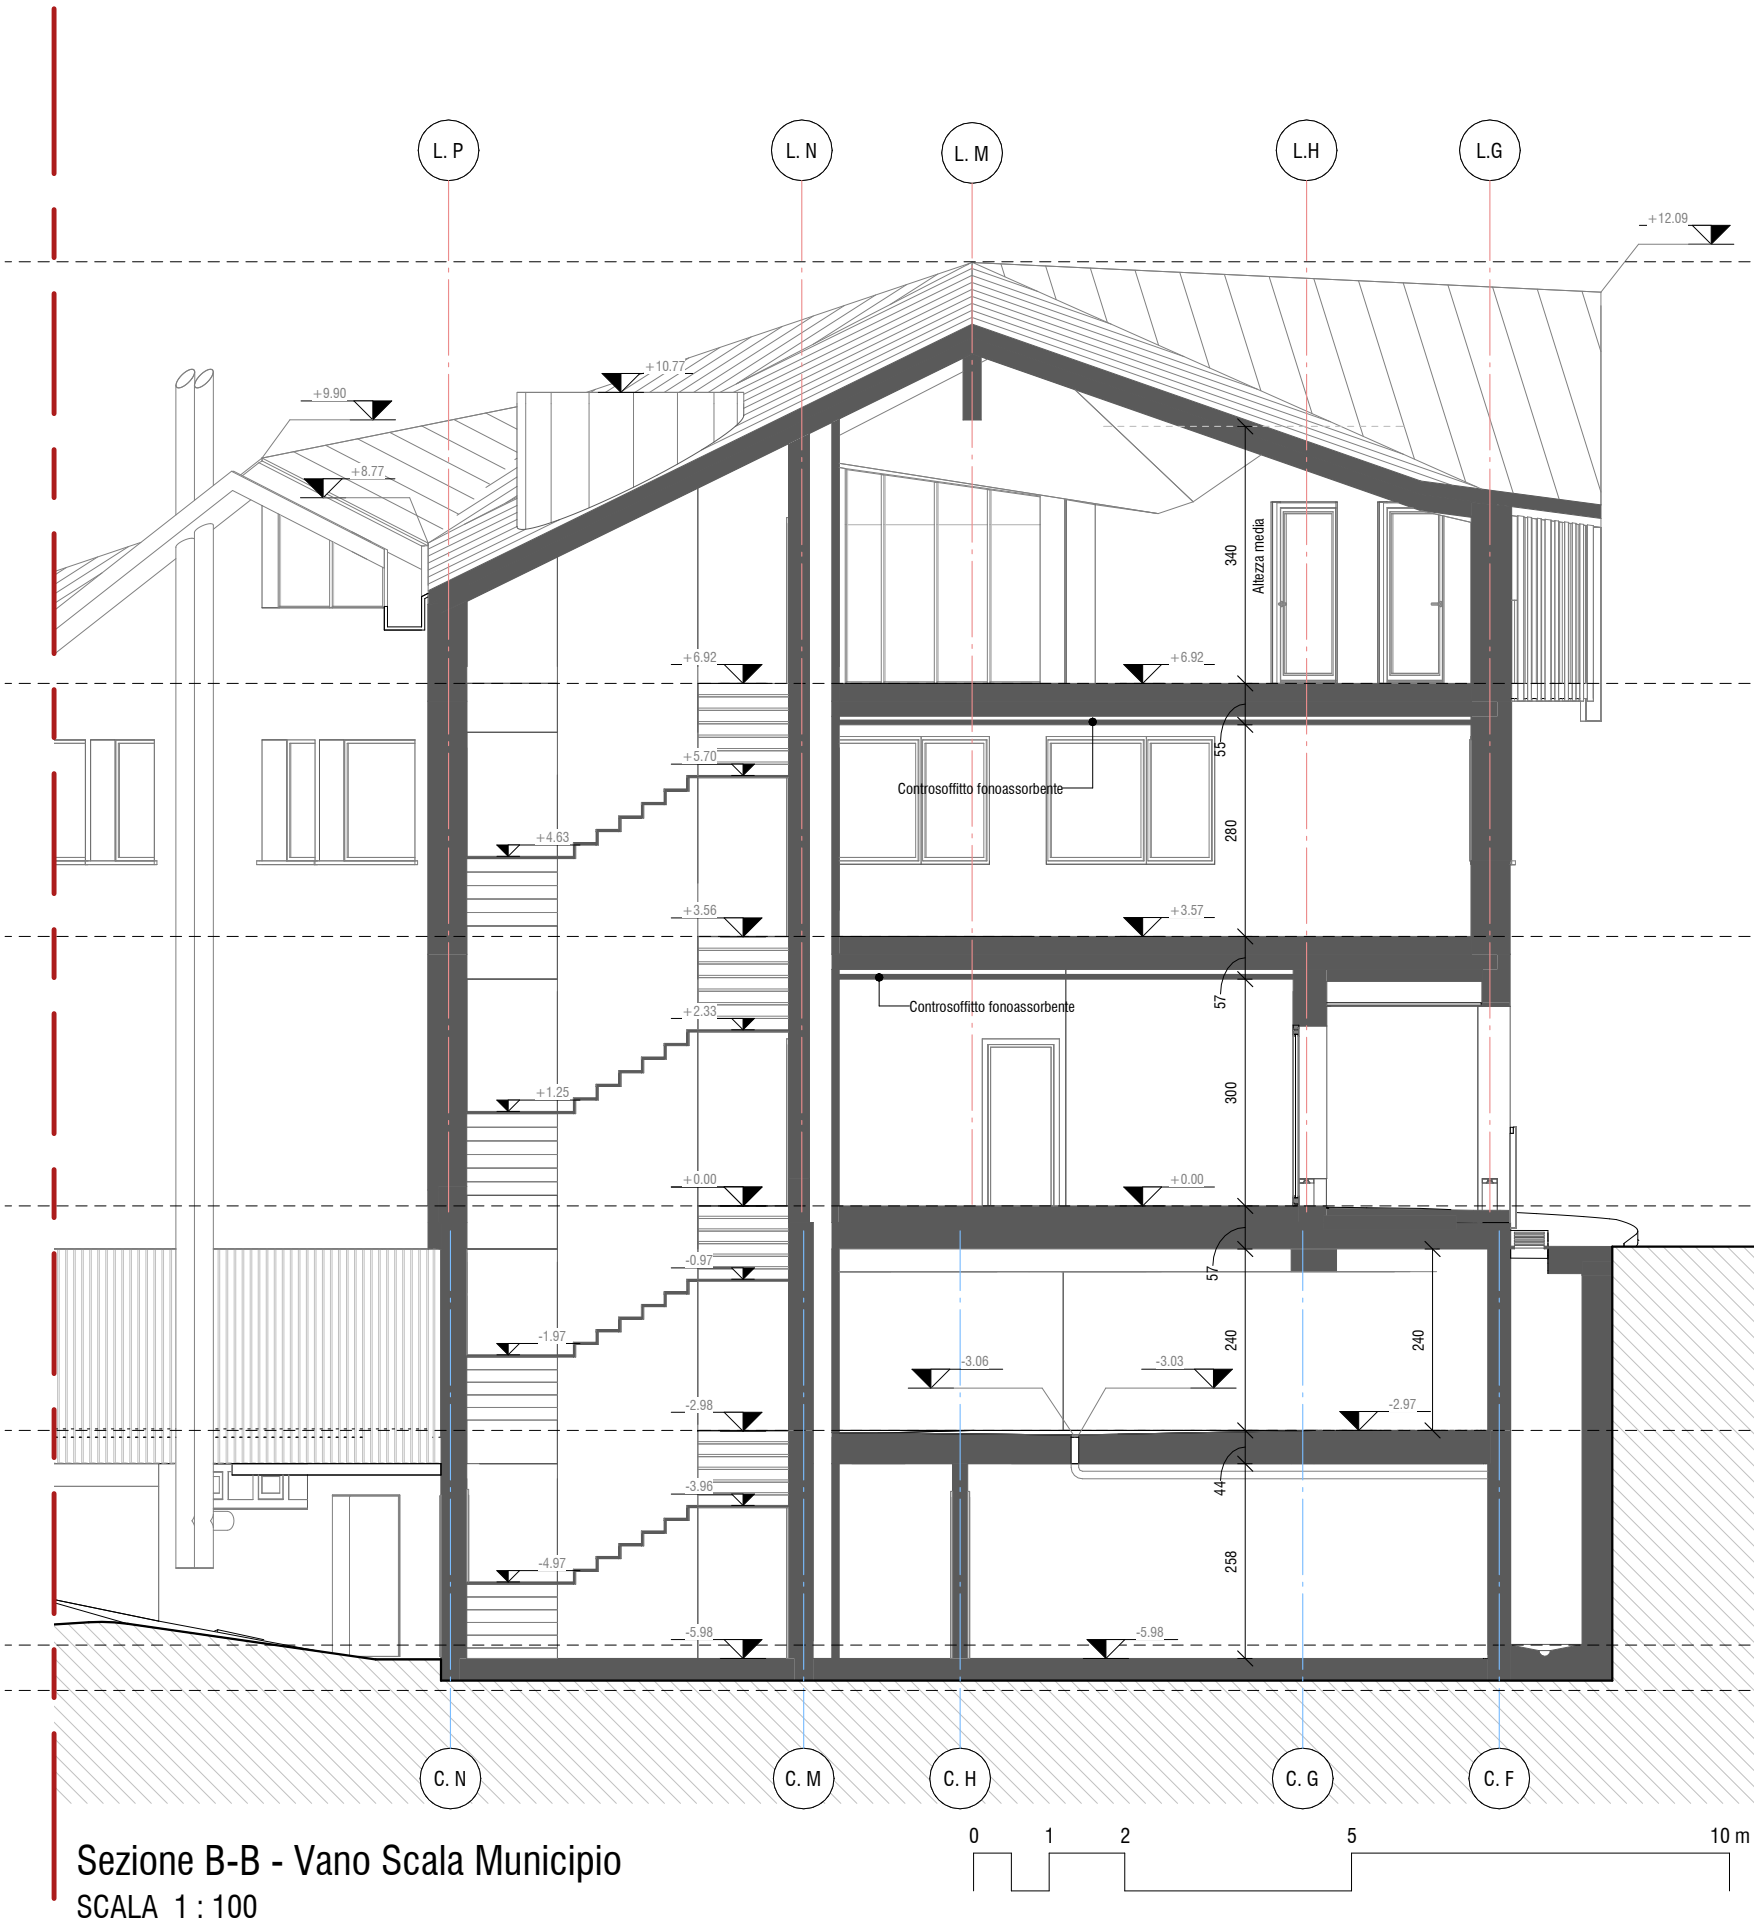 L. P
L. N
L. M
L.H
L.G
+12.09
+10.77
+9.90
+8.77
340
Altezza media
+6.92
+6.92
55
+5.70
Controsoffitto fonoassorbente
280
+4.63
+3.56
+3.57
57
Controsoffitto fonoassorbente
+2.33
300
+1.25
+0.00
+0.00
57
-0.97
240
240
-1.97
-3.06
-3.03
-2.98
-2.97
44
-3.96
258
-4.97
-5.98
-5.98
C. N
C. M
C. H
C. G
C. F
0
1
2
5
10 m
Sezione B-B - Vano Scala Municipio
SCALA 1 : 100